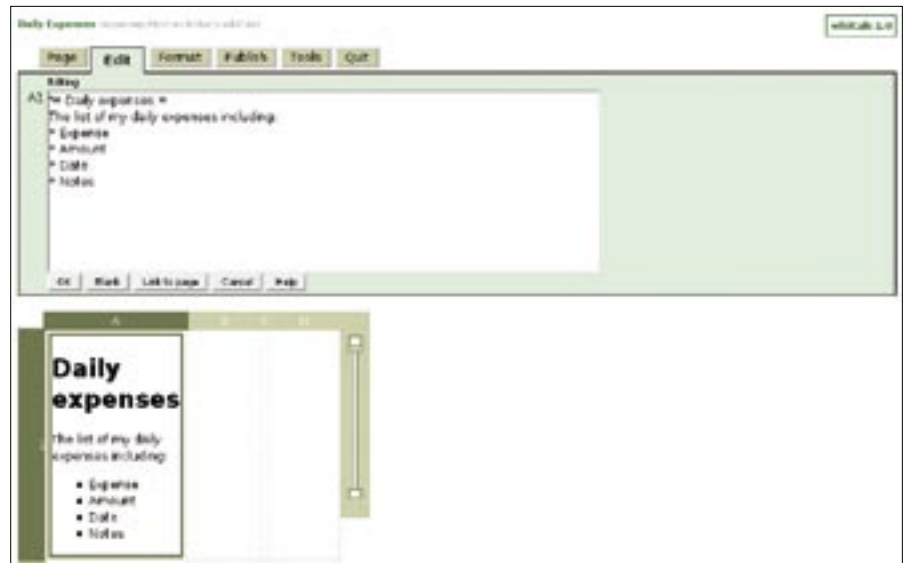 Daily Expenses
wikiCalc 1.0
Page Edit Format Publish Tools Quit
Editing
A1
= Daily expenses =
The list of my daily expenses including:
* Expense
* Amount
* Date
* Notes
OK Blank Link to page Cancel Help
A B C D
Daily
expenses
The list of my daily
expenses including:
• Expense
• Amount
• Date
• Notes